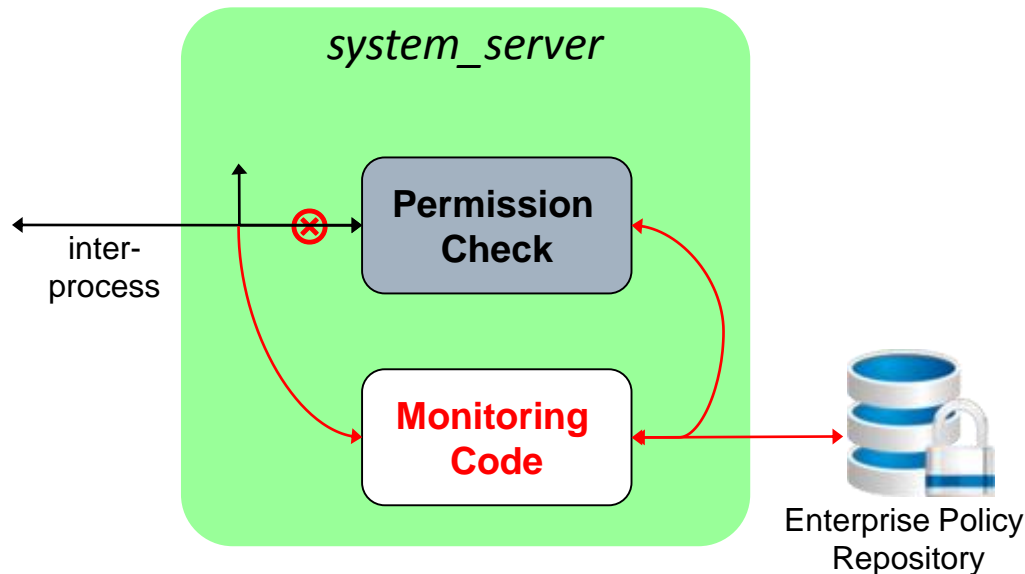 system_server
Permission
Check
inter-
process
Monitoring
Code
Enterprise Policy
Repository